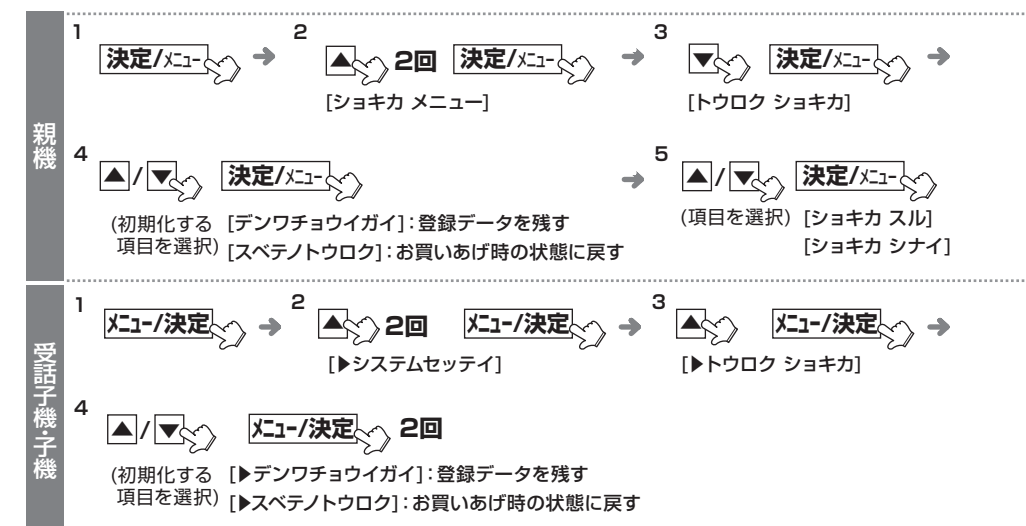 親機
1 決定/メニュー →
2 ▲ 2回 決定/メニュー →
[ショキカ メニュー]
3 ▼ 決定/メニュー →
[トウロク ショキカ]
4 ▲/▼ 決定/メニュー →
(初期化する項目を選択)
[デンワチョウイガイ]:登録データを残す
[スベテノトウロク]:お買いあげ時の状態に戻す
5 ▲/▼ 決定/メニュー
(項目を選択)
[ショキカ スル]
[ショキカ シナイ]
受話子機・子機
1 メニュー/決定 →
2 ▲ 2回 メニュー/決定 →
[▶システムセッテイ]
3 ▲ メニュー/決定 →
[▶トウロク ショキカ]
4 ▲/▼ メニュー/決定 2回
(初期化する項目を選択)
[▶デンワチョウイガイ]:登録データを残す
[▶スベテノトウロク]:お買いあげ時の状態に戻す